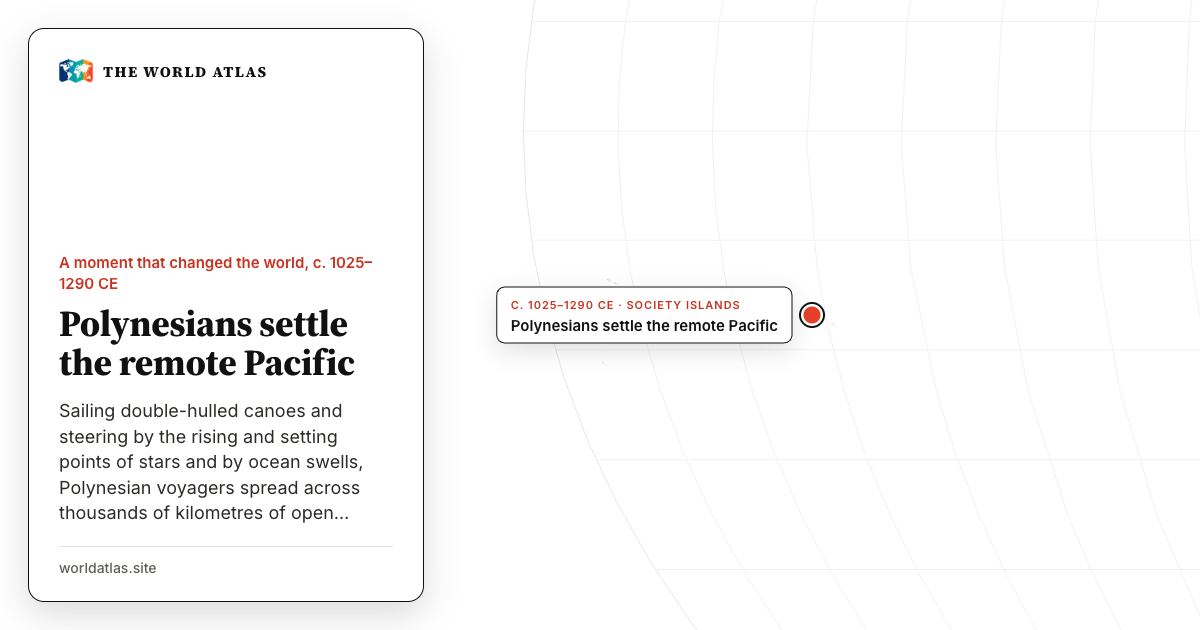 THE WORLD ATLAS
A moment that changed the world, c. 1025–
1290 CE
Polynesians settle
the remote Pacific
Sailing double-hulled canoes and
steering by the rising and setting
points of stars and by ocean swells,
Polynesian voyagers spread across
thousands of kilometres of open...
worldatlas.site
C. 1025–1290 CE · SOCIETY ISLANDS
Polynesians settle the remote Pacific